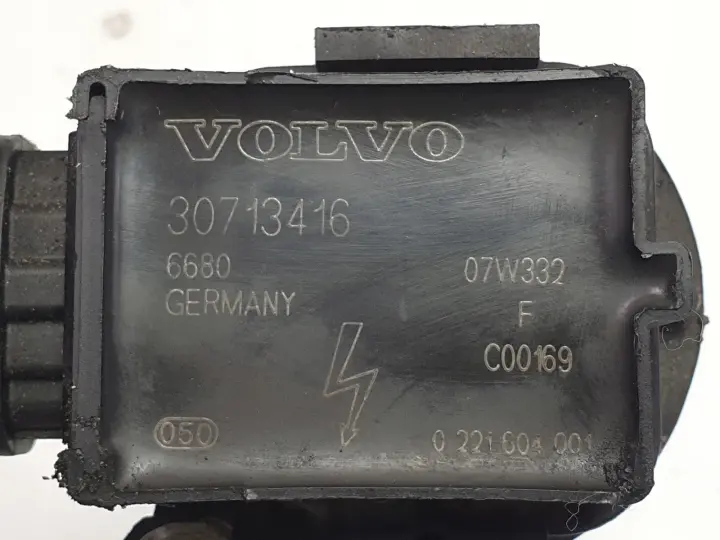 VOLVO
30713416
6680 07W332
GERMANY F
C00169
050 0 221 604 001